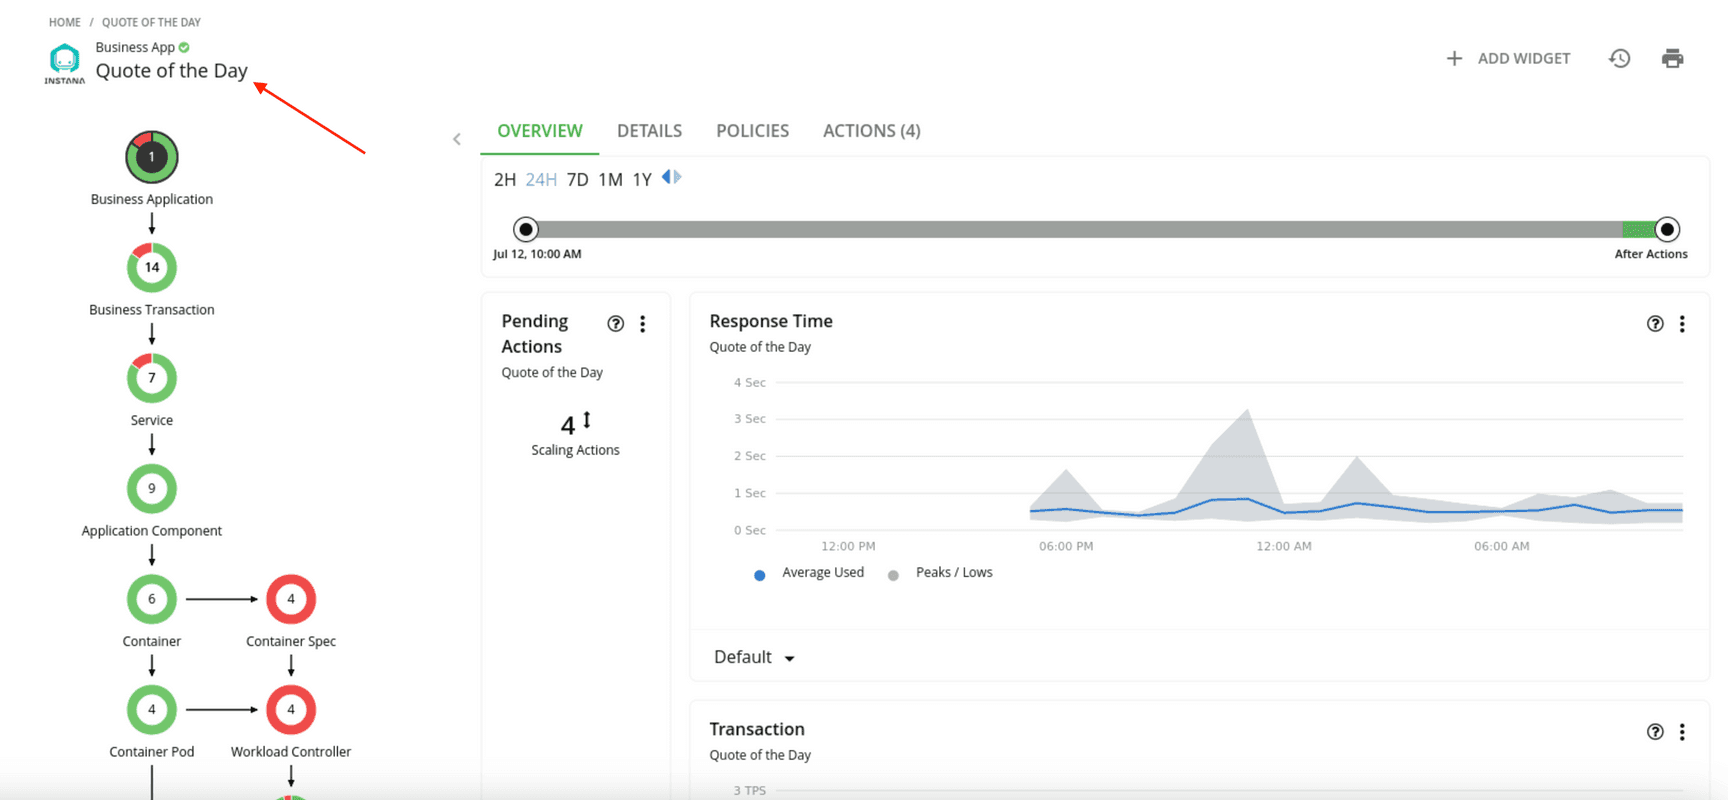 HOME / QUOTE OF THE DAY
Business App
Quote of the Day
INSTANA
+ ADD WIDGET
1
Business Application
14
Business Transaction
7
Service
9
Application Component
6
Container
4
Container Spec
4
Container Pod
4
Workload Controller
OVERVIEW DETAILS POLICIES ACTIONS (4)
2H 24H 7D 1M 1Y
Jul 12, 10:00 AM
After Actions
Pending
Actions
Quote of the Day
4
Scaling Actions
Response Time
Quote of the Day
4 Sec
3 Sec
2 Sec
1 Sec
0 Sec
12:00 PM 06:00 PM 12:00 AM 06:00 AM
Average Used Peaks / Lows
Default
Transaction
Quote of the Day
3 TPS